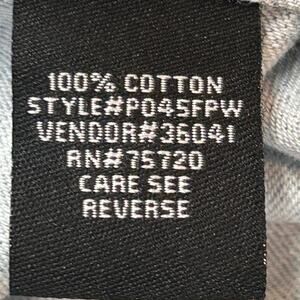 100% COTTON
STYLE#P045FPW
VENDOR#36041
RN#75720
CARE SEE
REVERSE